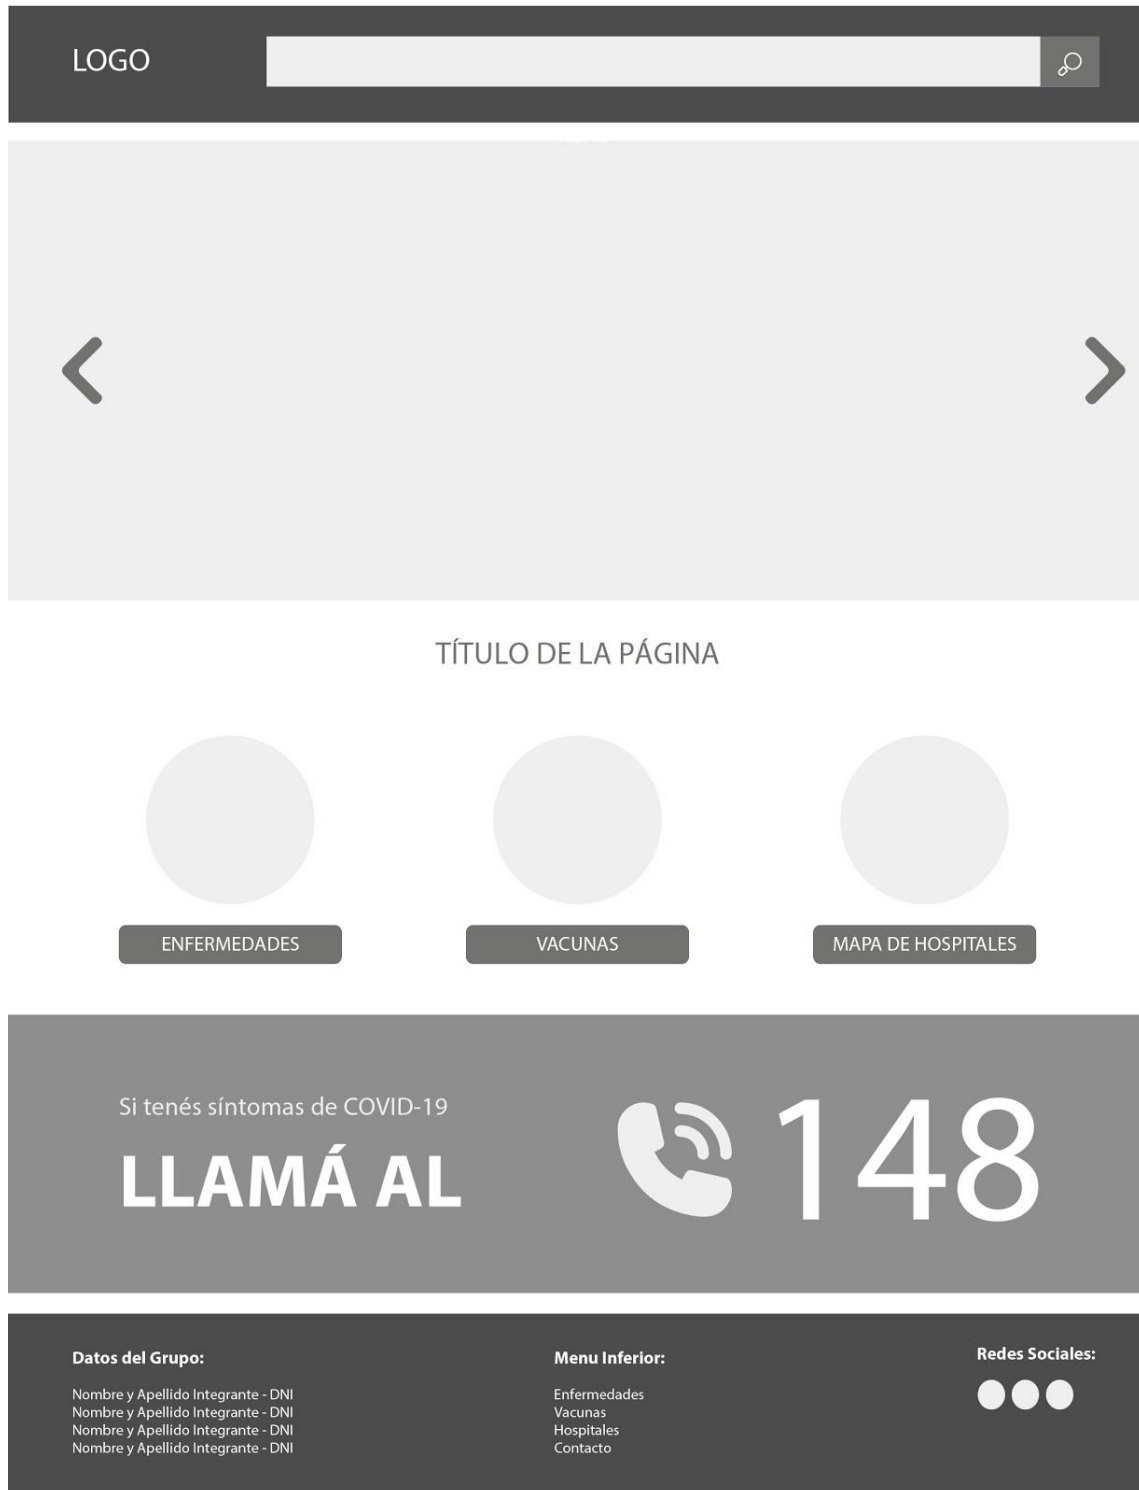 LOGO
TÍTULO DE LA PÁGINA
ENFERMEDADES
VACUNAS
MAPA DE HOSPITALES
Si tenés síntomas de COVID-19
LLAMÁ AL
148
Datos del Grupo:
Nombre y Apellido Integrante - DNI
Nombre y Apellido Integrante - DNI
Nombre y Apellido Integrante - DNI
Nombre y Apellido Integrante - DNI
Menu Inferior:
Enfermedades
Vacunas
Hospitales
Contacto
Redes Sociales: